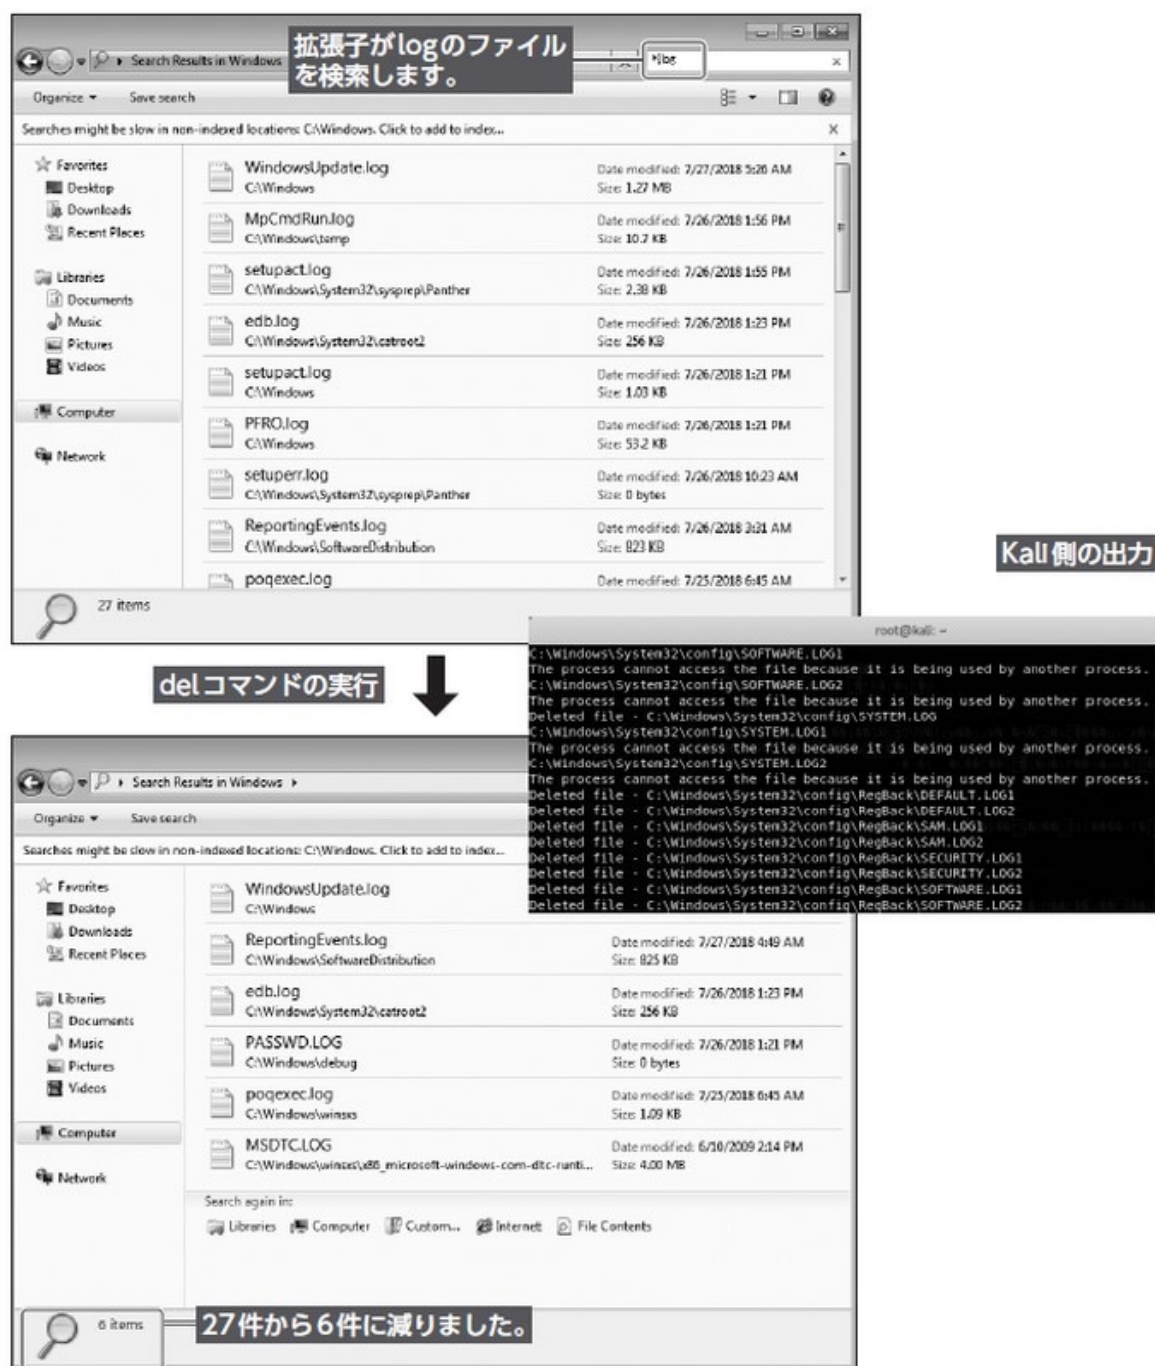 拡張子がlogのファイル
を検索します。
Search Results in Windows
*log
Organize
Save search
Searches might be slow in non-indexed locations: C:\Windows. Click to add to index...
Favorites
Desktop
Downloads
Recent Places
Libraries
Documents
Music
Pictures
Videos
Computer
Network
WindowsUpdate.log
C:\Windows
Date modified: 7/27/2018 5:26 AM
Size: 1.27 MB
MpCmdRun.log
C:\Windows\temp
Date modified: 7/26/2018 1:56 PM
Size: 10.7 KB
setupact.log
C:\Windows\System32\sysprep\Panther
Date modified: 7/26/2018 1:55 PM
Size: 2.38 KB
edb.log
C:\Windows\System32\catroot2
Date modified: 7/26/2018 1:23 PM
Size: 256 KB
setupact.log
C:\Windows
Date modified: 7/26/2018 1:21 PM
Size: 1.03 KB
PFRO.log
C:\Windows
Date modified: 7/26/2018 1:21 PM
Size: 53.2 KB
setuperr.log
C:\Windows\System32\sysprep\Panther
Date modified: 7/26/2018 10:23 AM
Size: 0 bytes
ReportingEvents.log
C:\Windows\SoftwareDistribution
Date modified: 7/26/2018 3:31 AM
Size: 823 KB
poqexec.log
Date modified: 7/25/2018 6:45 AM
27 items
Kali側の出力
delコマンドの実行
root@kali: ~
C:\Windows\System32\config\SOFTWARE.LOG1
The process cannot access the file because it is being used by another process.
C:\Windows\System32\config\SOFTWARE.LOG2
The process cannot access the file because it is being used by another process.
Deleted file - C:\Windows\System32\config\SYSTEM.LOG
C:\Windows\System32\config\SYSTEM.LOG1
The process cannot access the file because it is being used by another process.
C:\Windows\System32\config\SYSTEM.LOG2
The process cannot access the file because it is being used by another process.
Deleted file - C:\Windows\System32\config\RegBack\DEFAULT.LOG1
Deleted file - C:\Windows\System32\config\RegBack\DEFAULT.LOG2
Deleted file - C:\Windows\System32\config\RegBack\SAM.LOG1
Deleted file - C:\Windows\System32\config\RegBack\SAM.LOG2
Deleted file - C:\Windows\System32\config\RegBack\SECURITY.LOG1
Deleted file - C:\Windows\System32\config\RegBack\SECURITY.LOG2
Deleted file - C:\Windows\System32\config\RegBack\SOFTWARE.LOG1
Deleted file - C:\Windows\System32\config\RegBack\SOFTWARE.LOG2
Search Results in Windows
Organize
Save search
Searches might be slow in non-indexed locations: C:\Windows. Click to add to index...
Favorites
Desktop
Downloads
Recent Places
Libraries
Documents
Music
Pictures
Videos
Computer
Network
WindowsUpdate.log
C:\Windows
ReportingEvents.log
C:\Windows\SoftwareDistribution
Date modified: 7/27/2018 4:49 AM
Size: 825 KB
edb.log
C:\Windows\System32\catroot2
Date modified: 7/26/2018 1:23 PM
Size: 256 KB
PASSWD.LOG
C:\Windows\debug
Date modified: 7/26/2018 1:21 PM
Size: 0 bytes
poqexec.log
C:\Windows\winsxs
Date modified: 7/25/2018 6:45 AM
Size: 1.09 KB
MSDTC.LOG
C:\Windows\winsxs\x86_microsoft-windows-com-dtc-runti...
Date modified: 6/10/2009 2:14 PM
Size: 4.00 MB
Search again in:
Libraries Computer Custom... Internet File Contents
6 items
27件から6件に減りました。